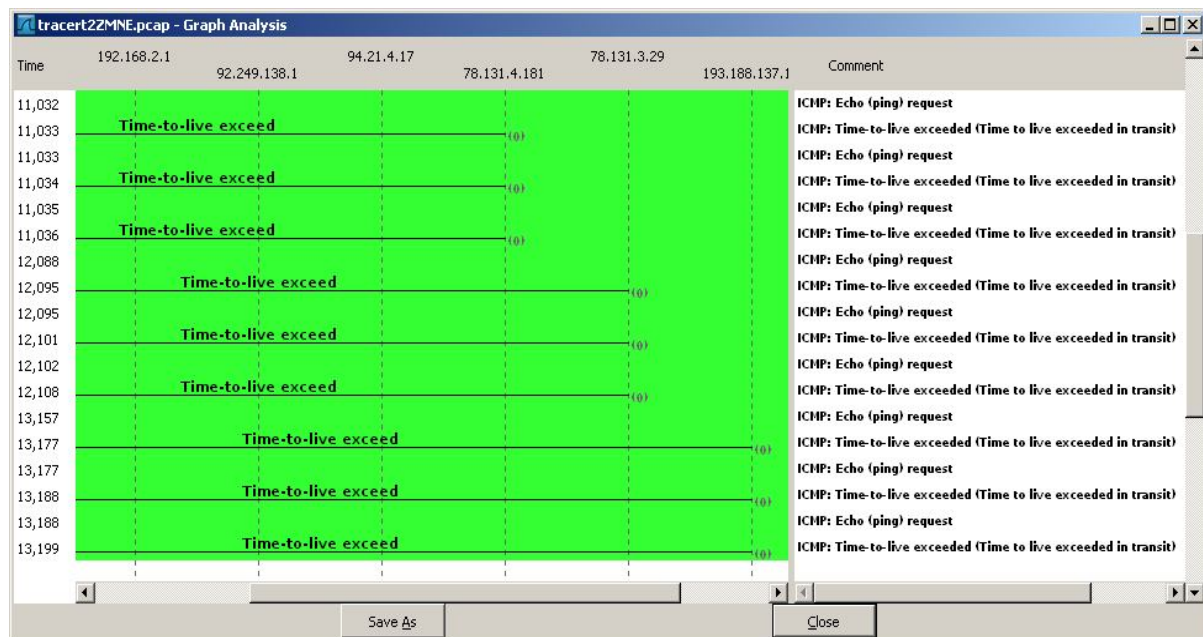 tracert2ZMNE.pcap - Graph Analysis
Time 192.168.2.1 92.249.138.1 94.21.4.17 78.131.4.181 78.131.3.29 193.188.137.1 Comment
11,032 ICMP: Echo (ping) request
11,033 Time-to-live exceed (0) ICMP: Time-to-live exceeded (Time to live exceeded in transit)
11,033 ICMP: Echo (ping) request
11,034 Time-to-live exceed (0) ICMP: Time-to-live exceeded (Time to live exceeded in transit)
11,035 ICMP: Echo (ping) request
11,036 Time-to-live exceed (0) ICMP: Time-to-live exceeded (Time to live exceeded in transit)
12,088 ICMP: Echo (ping) request
12,095 Time-to-live exceed (0) ICMP: Time-to-live exceeded (Time to live exceeded in transit)
12,095 ICMP: Echo (ping) request
12,101 Time-to-live exceed (0) ICMP: Time-to-live exceeded (Time to live exceeded in transit)
12,102 ICMP: Echo (ping) request
12,108 Time-to-live exceed (0) ICMP: Time-to-live exceeded (Time to live exceeded in transit)
13,157 ICMP: Echo (ping) request
13,177 Time-to-live exceed (0) ICMP: Time-to-live exceeded (Time to live exceeded in transit)
13,177 ICMP: Echo (ping) request
13,188 Time-to-live exceed (0) ICMP: Time-to-live exceeded (Time to live exceeded in transit)
13,188 ICMP: Echo (ping) request
13,199 Time-to-live exceed (0) ICMP: Time-to-live exceeded (Time to live exceeded in transit)
Save As Close